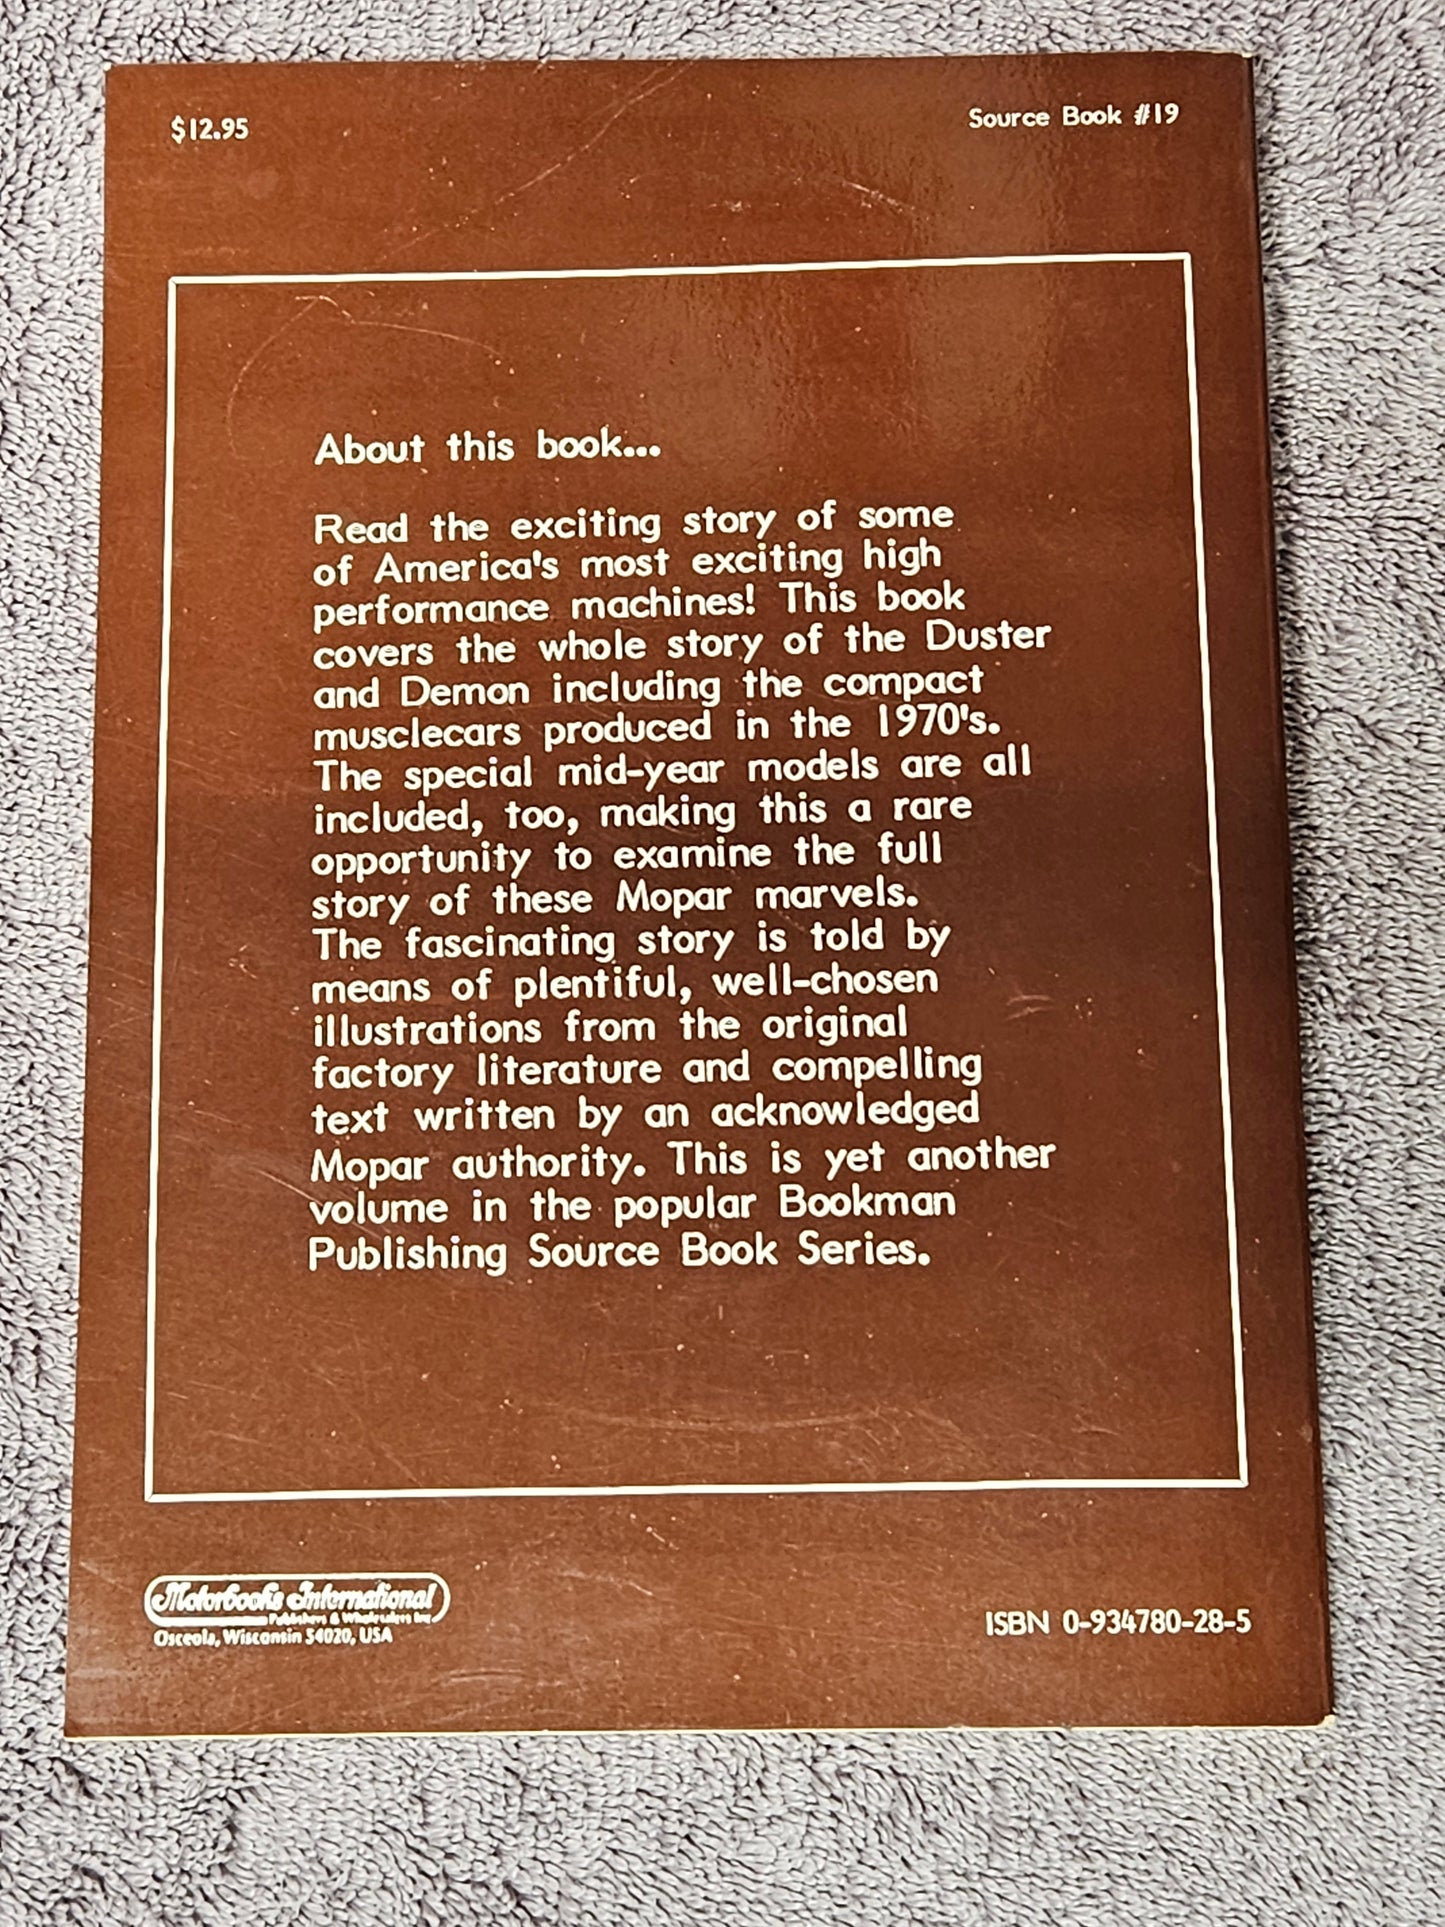 $12.95
Source Book #19
About this book...
Read the exciting story of some
of America's most exciting high
performance machines! This book
covers the whole story of the Duster
and Demon including the compact
musclecars produced in the 1970's.
The special mid-year models are all
included, too, making this a rare
opportunity to examine the full
story of these Mopar marvels.
The fascinating story is told by
means of plentiful, well-chosen
illustrations from the original
factory literature and compelling
text written by an acknowledged
Mopar authority. This is yet another
volume in the popular Bookman
Publishing Source Book Series.
Motorbooks International
Publishers & Wholesalers Inc
Osceola, Wisconsin 54020, USA
ISBN 0-934780-28-5